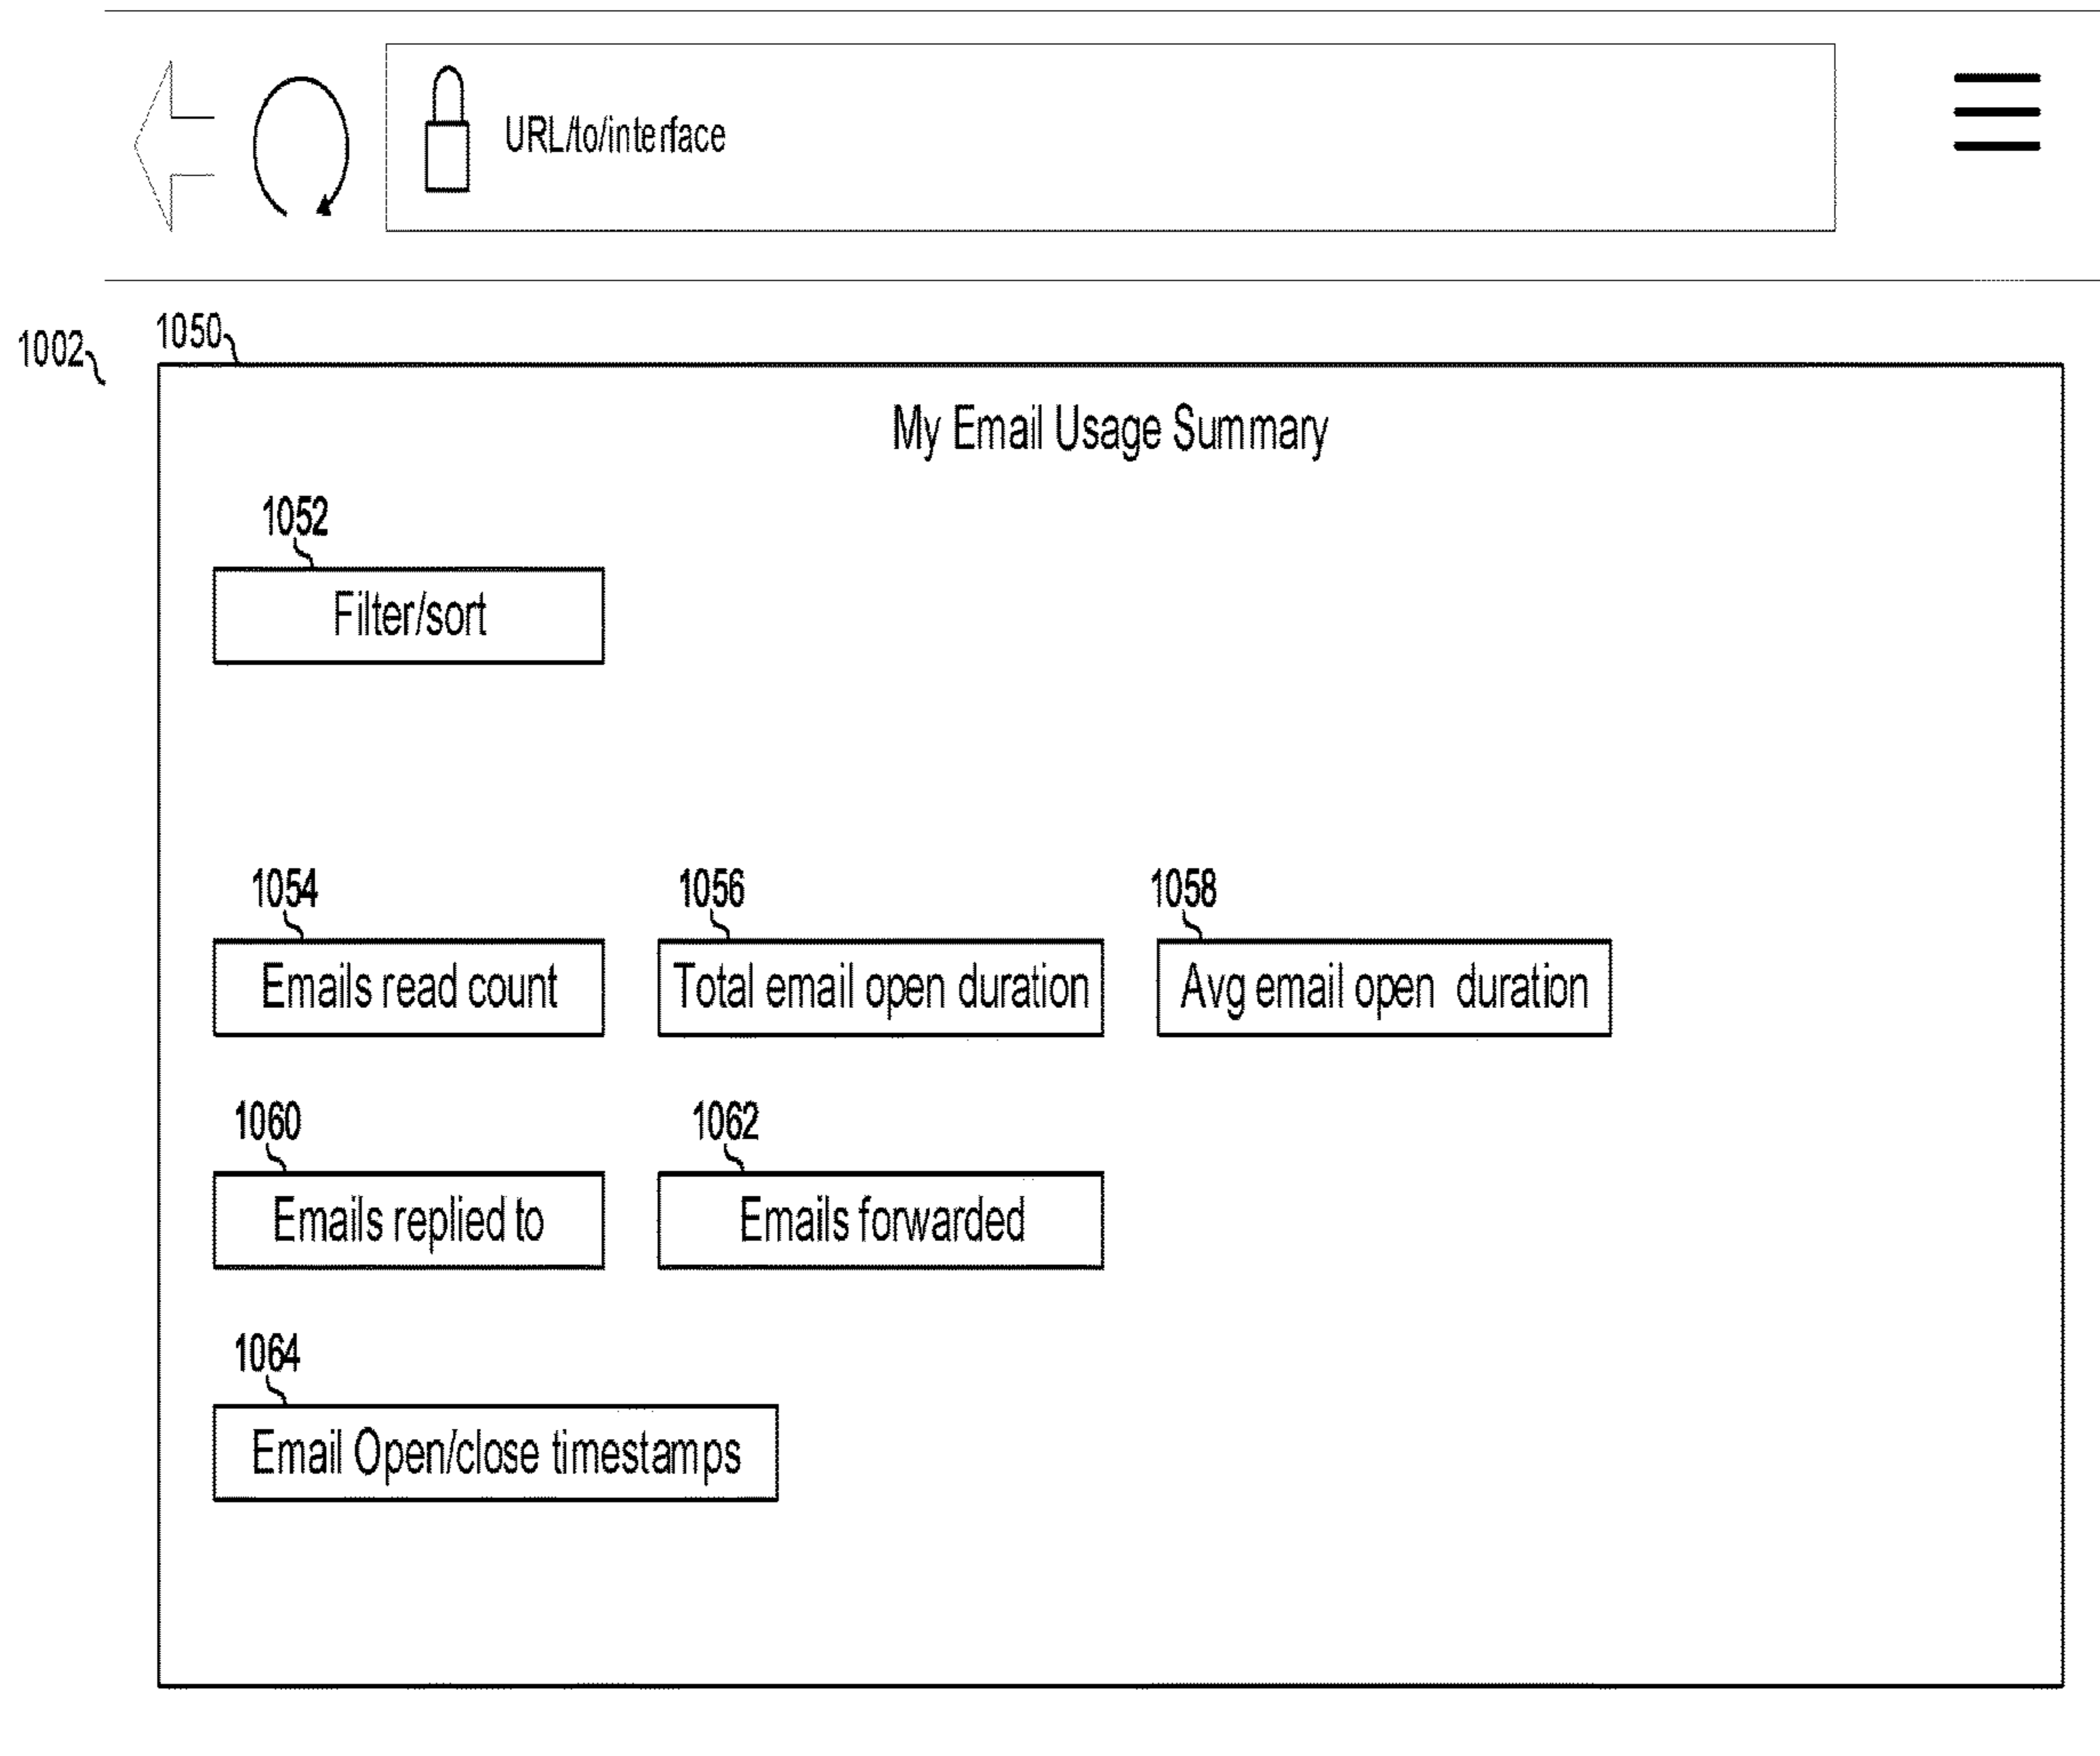 URL/to/interface
1002
1050
My Email Usage Summary
1052
Filter/sort
1054 1056 1058
Emails read count Total email open duration Avg email open duration
1060 1062
Emails replied to Emails forwarded
1064
Email Open/close timestamps